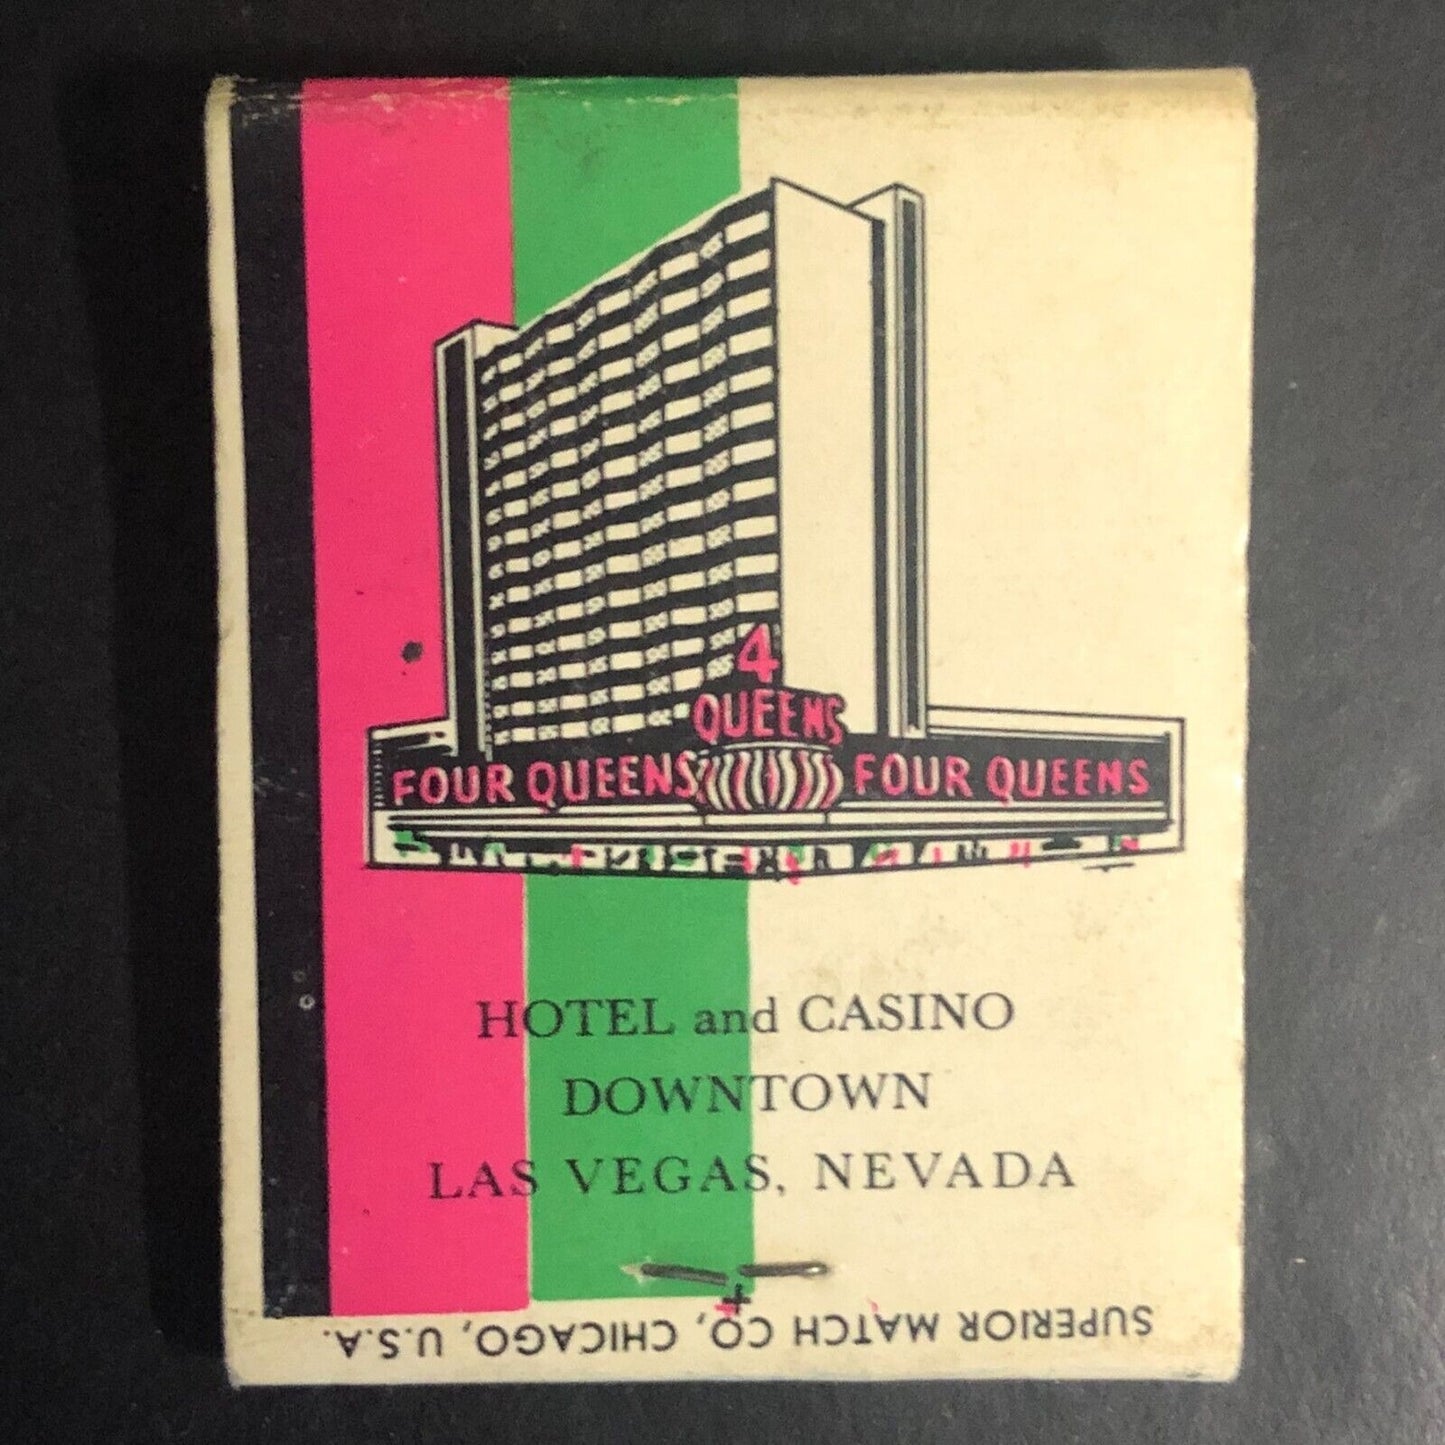 4
QUEENS
FOUR QUEENS FOUR QUEENS
HOTEL and CASINO
DOWNTOWN
LAS VEGAS, NEVADA
SUPERIOR MATCH CO, CHICAGO, U.S.A.